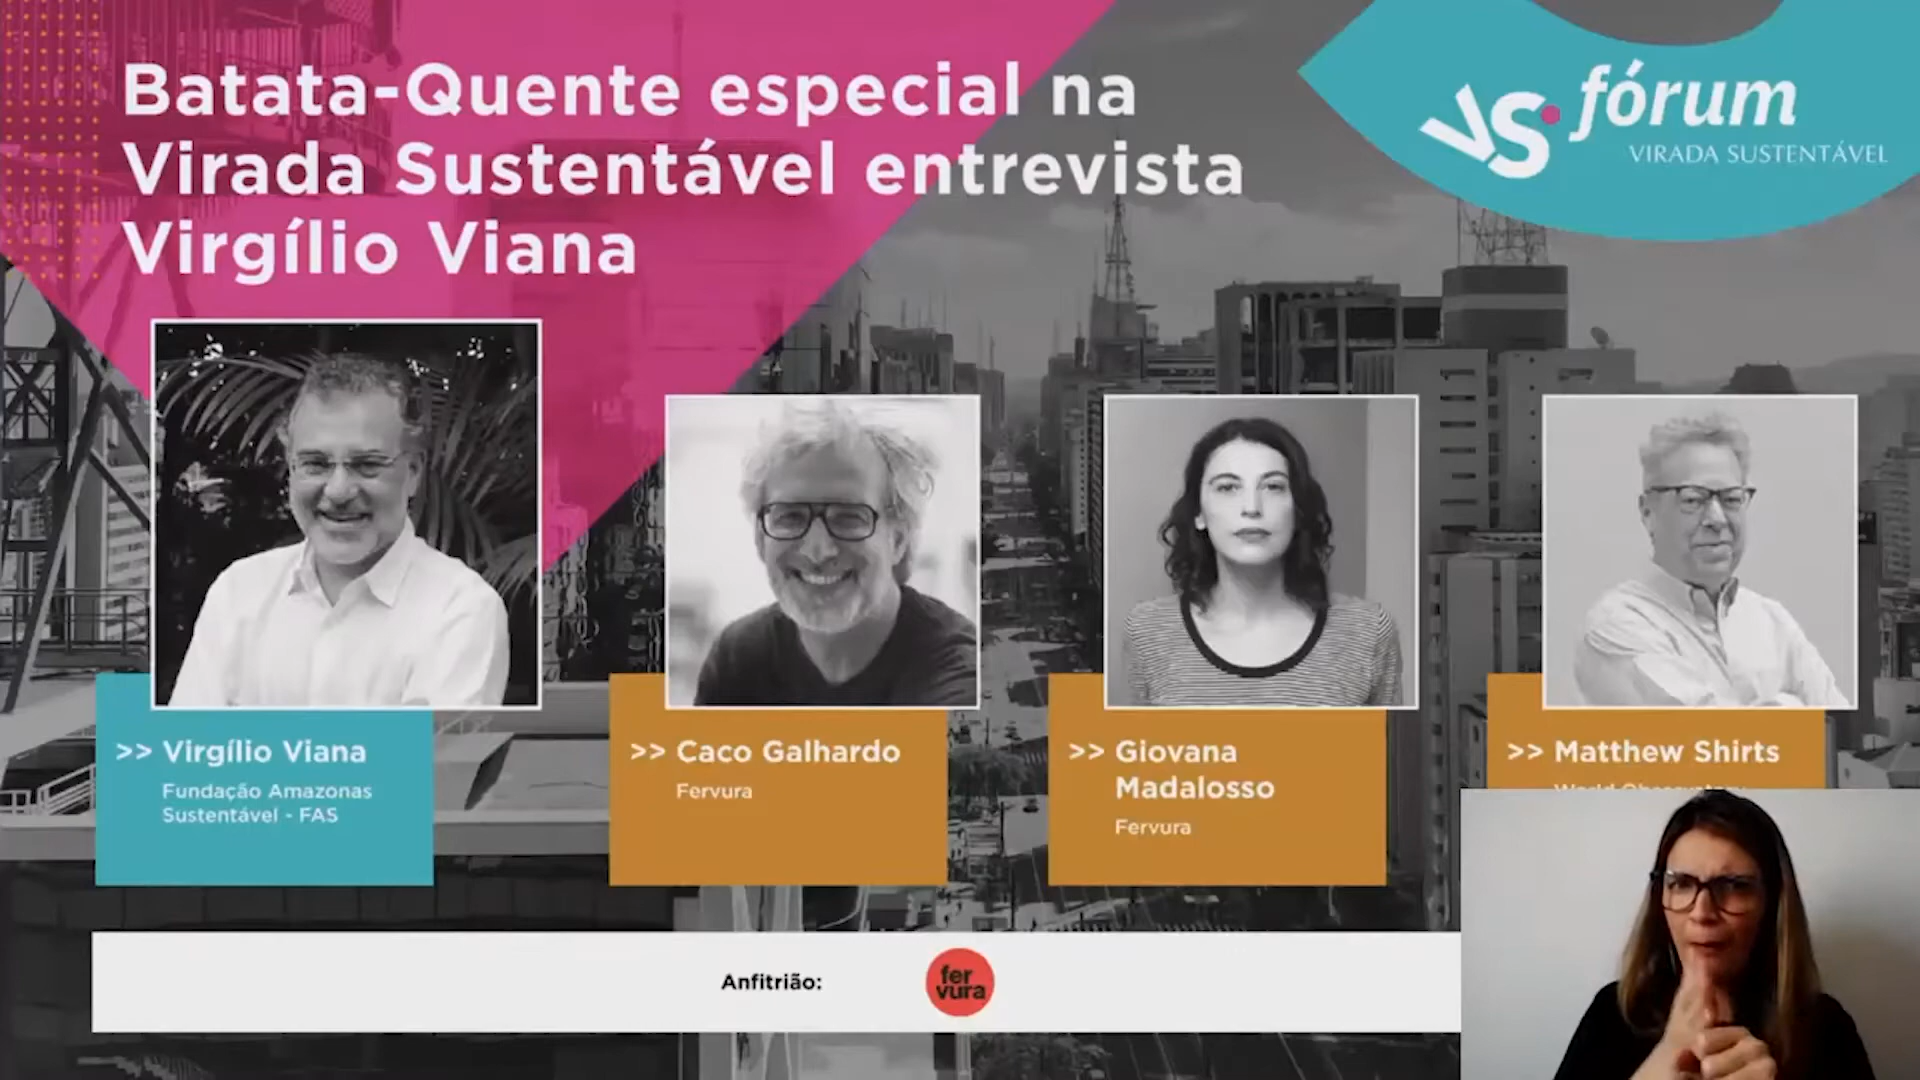 Batata-Quente especial na
Virada Sustentável entrevista
Virgílio Viana
VS fórum
VIRADA SUSTENTÁVEL
>> Virgílio Viana
Fundação Amazonas
Sustentável - FAS
>> Caco Galhardo
Fervura
>> Giovana
Madalosso
Fervura
>> Matthew Shirts
Anfitrião:
fer
vura